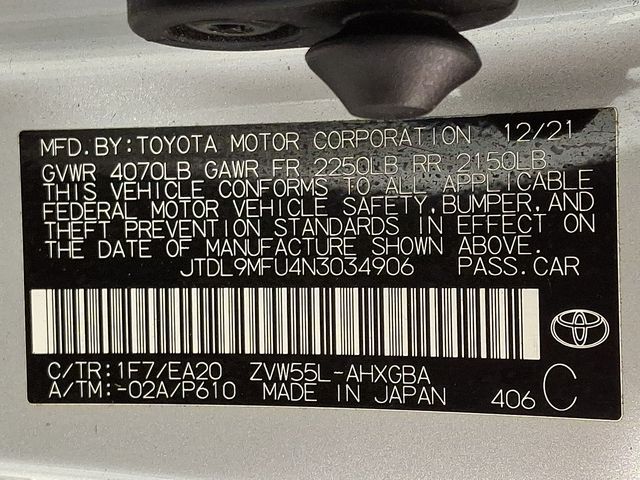 MFD.BY:TOYOTA MOTOR CORPORATION 12/21
GVWR 4070LB GAWR FR 2250LB RR 2150LB
THIS VEHICLE CONFORMS TO ALL APPLICABLE
FEDERAL MOTOR VEHICLE SAFETY,BUMPER,AND
THEFT PREVENTION STANDARDS IN EFFECT ON
THE DATE OF MANUFACTURE SHOWN ABOVE.
JTDL9MFU4N3034906 PASS.CAR
C/TR:1F7/EA20 ZVW55L-AHXGBA
A/TM:-02A/P610 MADE IN JAPAN 406 C